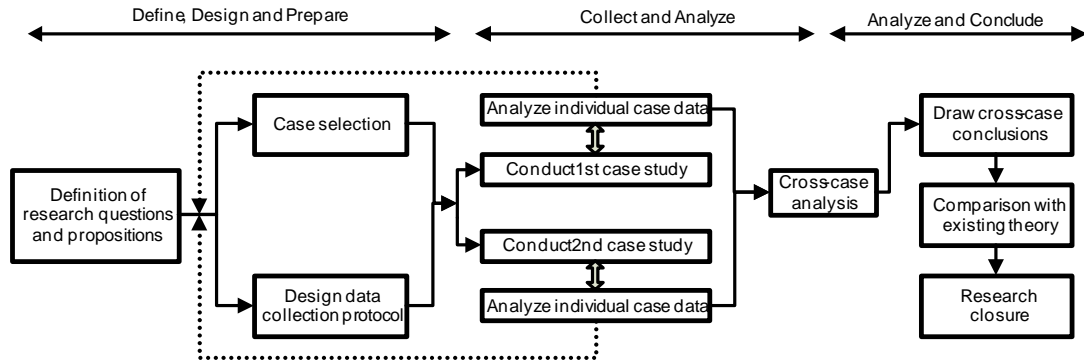 Define, Design and Prepare
Collect and Analyze
Analyze and Conclude
Definition of
research questions
and propositions
Case selection
Design data
collection protocol
Analyze individual case data
Conduct1st case study
Conduct2nd case study
Analyze individual case data
Cross-case
analysis
Draw cross-case
conclusions
Comparison with
existing theory
Research
closure